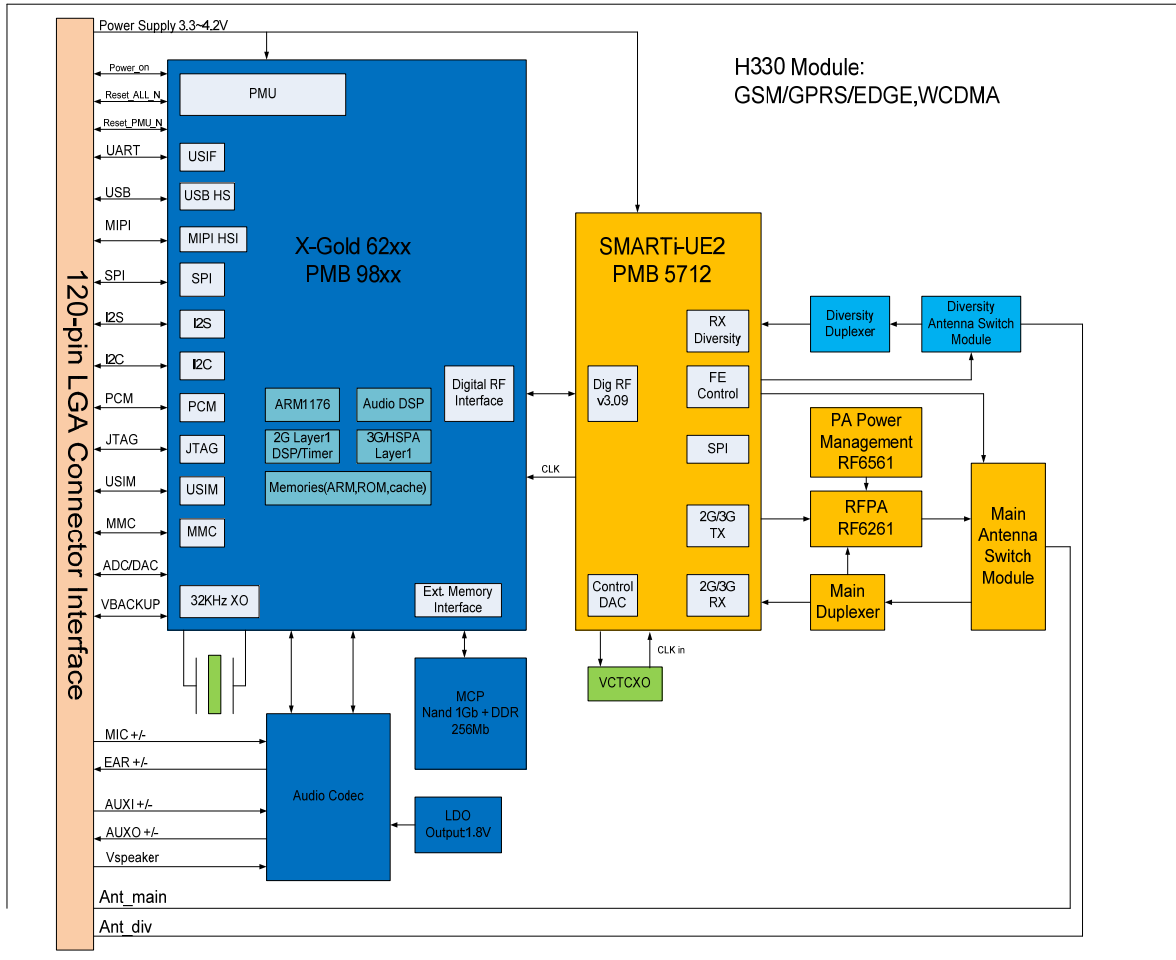 Power Supply 3.3~4.2V
H330 Module:
GSM/GPRS/EDGE,WCDMA
120-pin LGA Connector Interface
Power_on
Reset_ALL_N
Reset_PMU_N
UART
USB
MIPI
SPI
I2S
I2C
PCM
JTAG
USIM
MMC
ADC/DAC
VBACKUP
MIC +/-
EAR +/-
AUXI +/-
AUXO +/-
Vspeaker
Ant_main
Ant_div
PMU
USIF
USB HS
MIPI HSI
SPI
I2S
I2C
PCM
JTAG
USIM
MMC
32KHz XO
X-Gold 62xx
PMB 98xx
ARM1176
Audio DSP
2G Layer1
DSP/Timer
3G/HSPA
Layer1
Memories(ARM,ROM,cache)
Digital RF
Interface
Ext. Memory
Interface
CLK
MCP
Nand 1Gb + DDR
256Mb
Audio Codec
LDO
Output:1.8V
SMARTi-UE2
PMB 5712
RX
Diversity
Dig RF
v3.09
FE
Control
SPI
2G/3G
TX
Control
DAC
2G/3G
RX
CLK in
VCTCXO
Diversity
Duplexer
Diversity
Antenna Switch
Module
PA Power
Management
RF6561
RFPA
RF6261
Main
Duplexer
Main
Antenna
Switch
Module